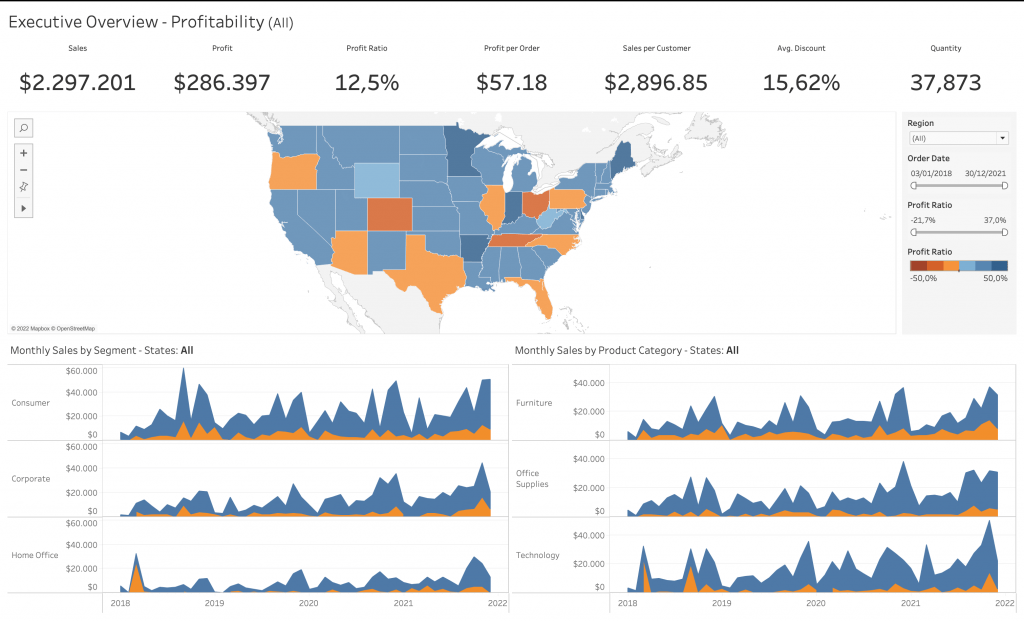 Executive Overview - Profitability (All)
Sales Profit Profit Ratio Profit per Order Sales per Customer Avg. Discount Quantity
$2.297.201 $286.397 12,5% $57.18 $2,896.85 15,62% 37,873
Region
(All)
Order Date
03/01/2018 30/12/2021
Profit Ratio
-21,7% 37,0%
Profit Ratio
-50,0% 50,0%
© 2022 Mapbox © OpenStreetMap
Monthly Sales by Segment - States: All
Consumer
$60.000
$40.000
$20.000
$0
Corporate
$60.000
$40.000
$20.000
$0
Home Office
$60.000
$40.000
$20.000
$0
2018 2019 2020 2021 2022
Monthly Sales by Product Category - States: All
Furniture
$40.000
$20.000
$0
Office
Supplies
$40.000
$20.000
$0
Technology
$40.000
$20.000
$0
2018 2019 2020 2021 2022